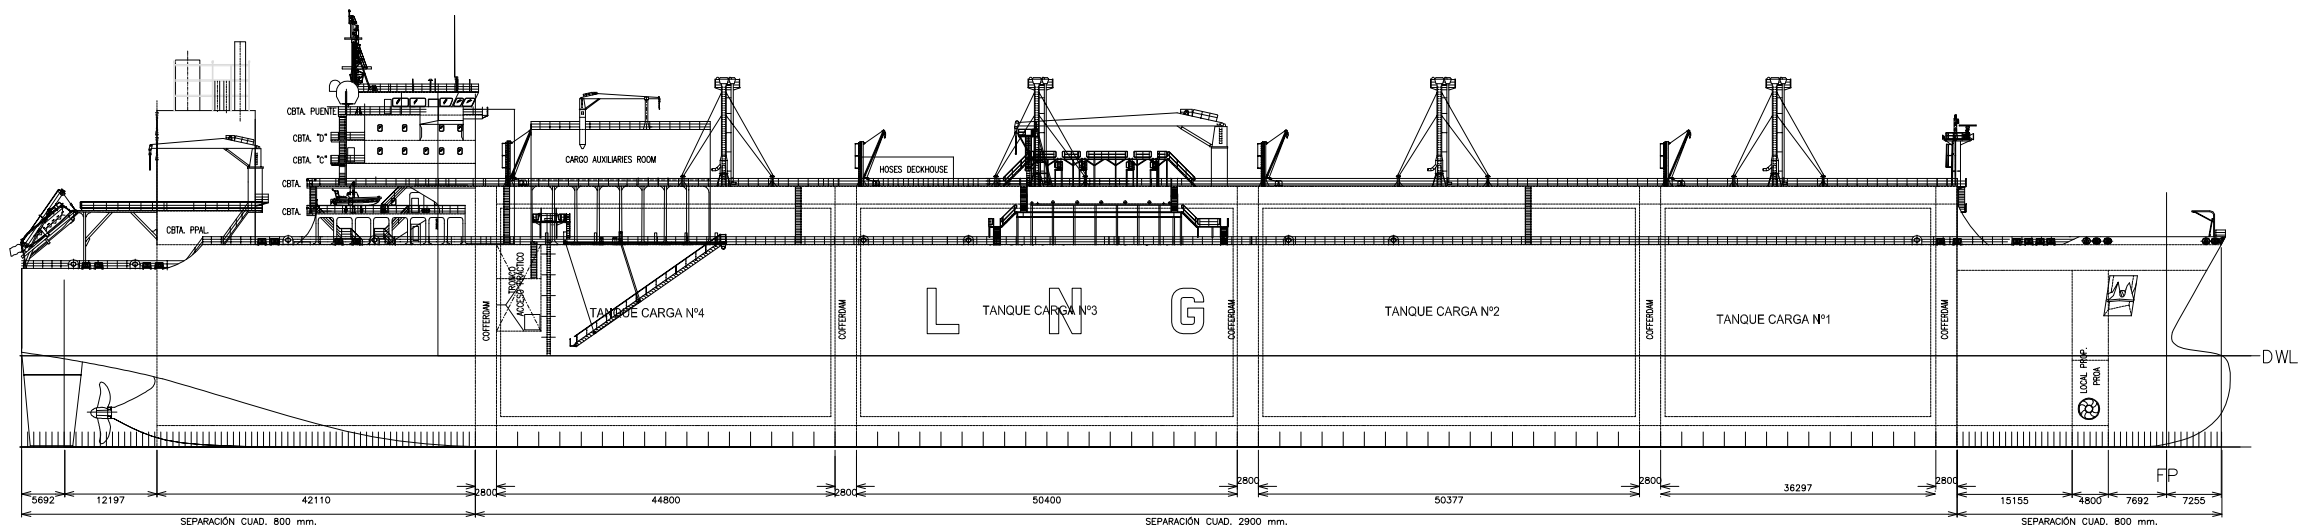 CBTA. PUENTE
CBTA. "D"
CBTA. "C"
CBTA.
CBTA.
CBTA. PPAL.
CARGO AUXILIARIES ROOM
HOSES DECKHOUSE
TRONCO
ACCESO PRÁCTICO
COFFERDAM
TANQUE CARGA Nº4
COFFERDAM
L N G
TANQUE CARGA Nº3
COFFERDAM
TANQUE CARGA Nº2
COFFERDAM
TANQUE CARGA Nº1
COFFERDAM
LOCAL PROP.
PROA
DWL
FP
5692 12197 42110 2800 44800 2800 50400 2800 50377 2800 36297 2800 15155 4800 7692 7255
SEPARACIÓN CUAD. 800 mm. SEPARACIÓN CUAD. 2900 mm. SEPARACIÓN CUAD. 800 mm.